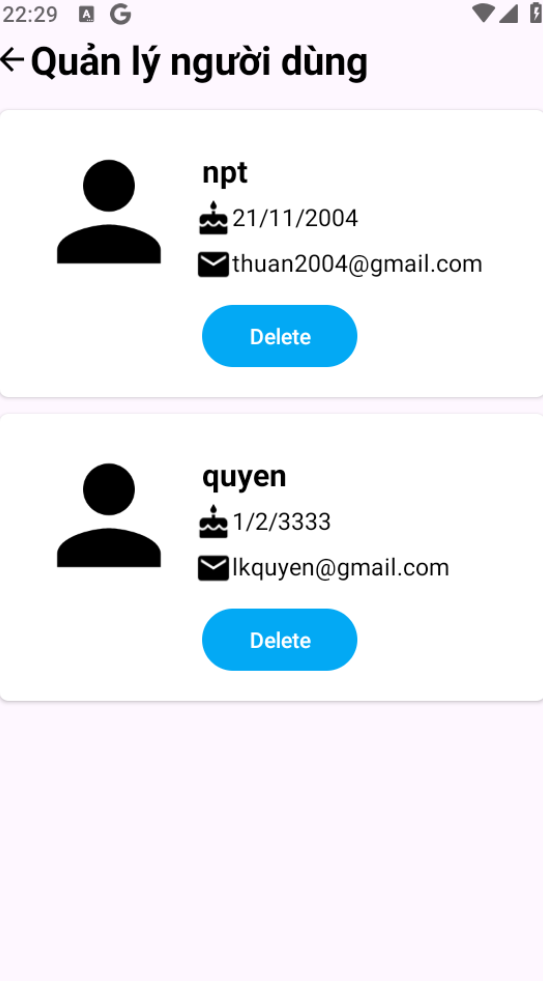 22:29
Quản lý người dùng
npt
21/11/2004
thuan2004@gmail.com
Delete
quyen
1/2/3333
lkquyen@gmail.com
Delete